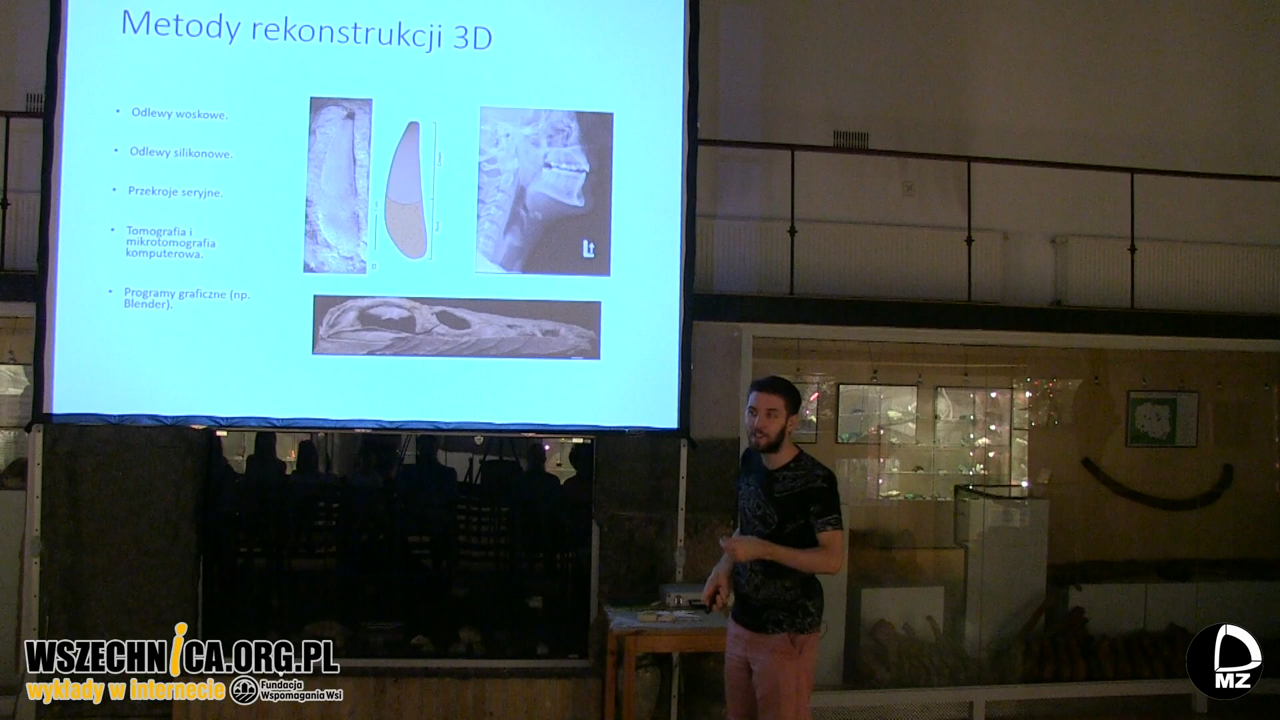 Metody rekonstrukcji 3D
• Odlewy woskowe.
• Odlewy silikonowe.
• Przekroje seryjne.
• Tomografia i
mikrotomografia
komputerowa.
• Programy graficzne (np.
Blender).
WSZECHNiCA.ORG.PL
wykłady w internecie
Fundacja
Wspomagania Wsi
MZ